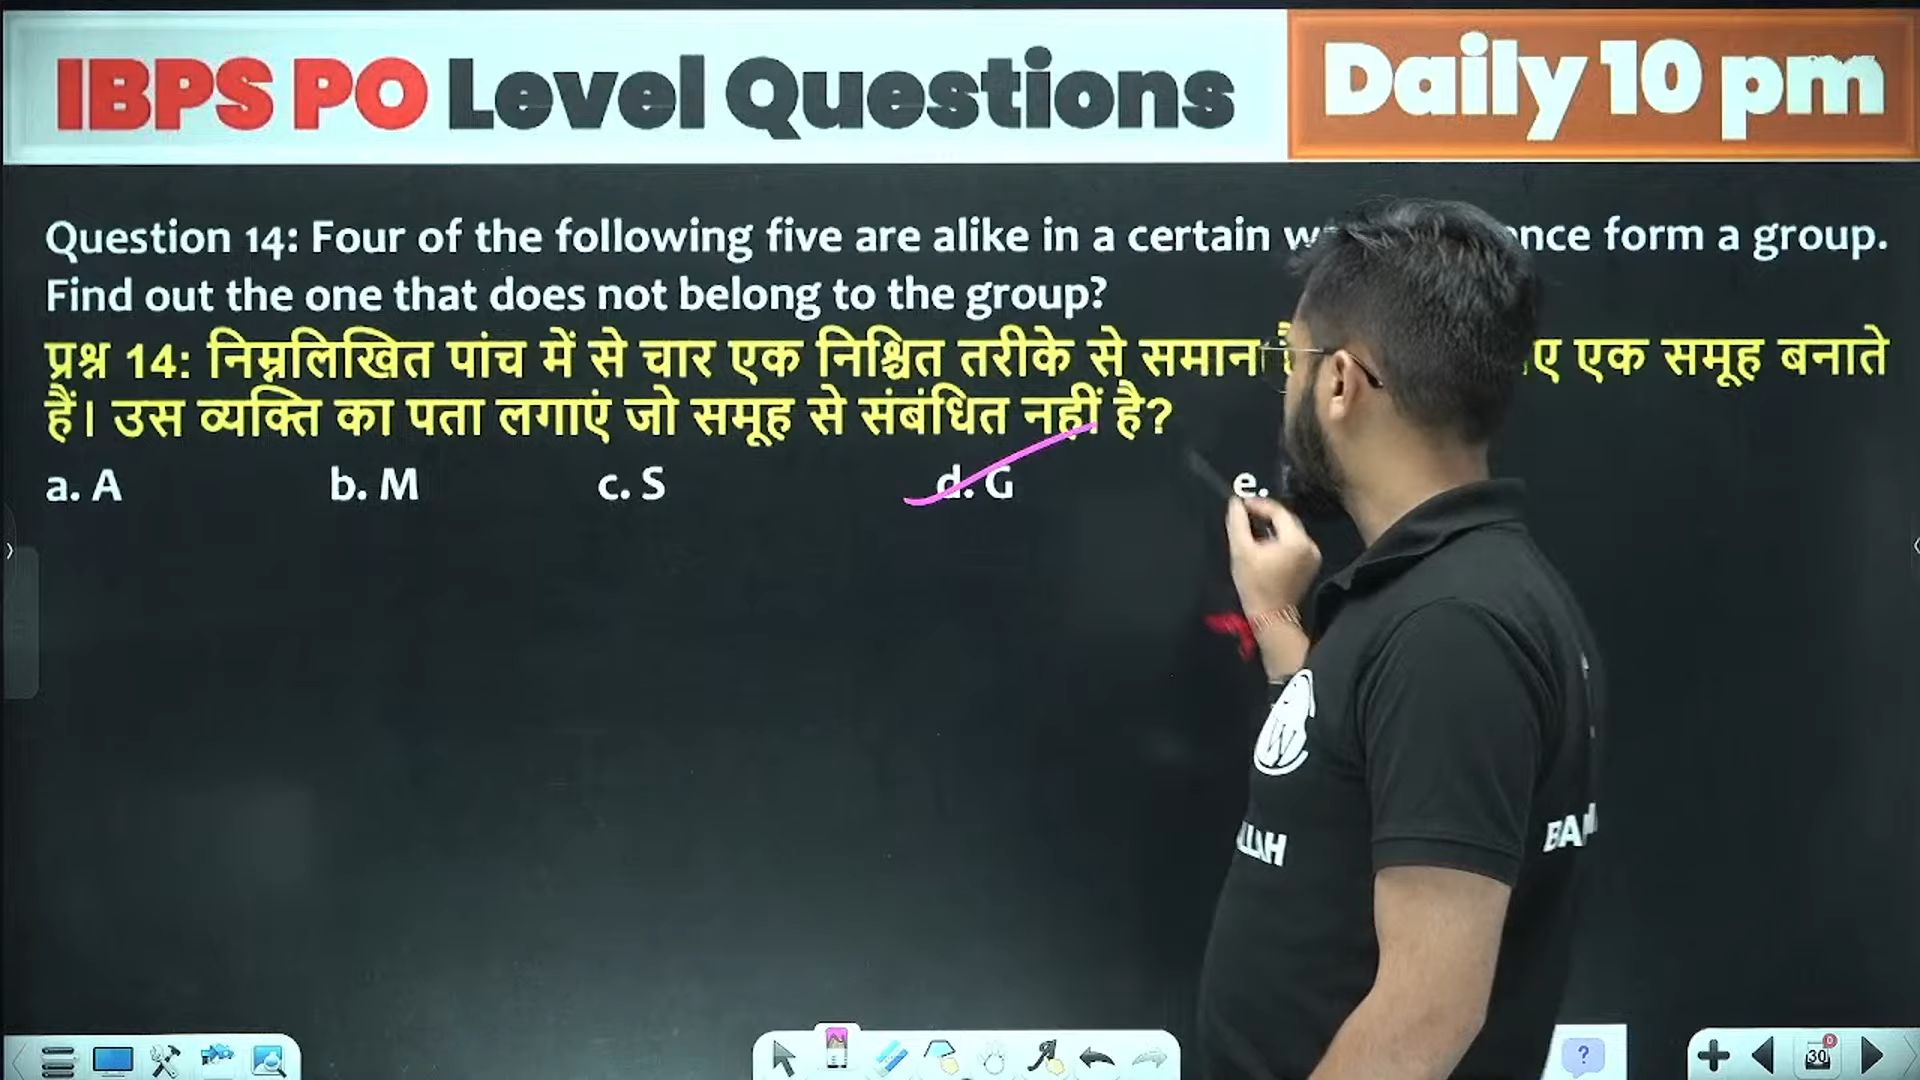 IBPS PO Level Questions
Daily 10 pm
Question 14: Four of the following five are alike in a certain form a group.
Find out the one that does not belong to the group?
प्रश्न 14: निम्नलिखित पांच में से चार एक निश्चित तरीके से समान एक समूह बनाते
हैं। उस व्यक्ति का पता लगाएं जो समूह से संबंधित नहीं है?
a. A b. M c. S d. G e.
30